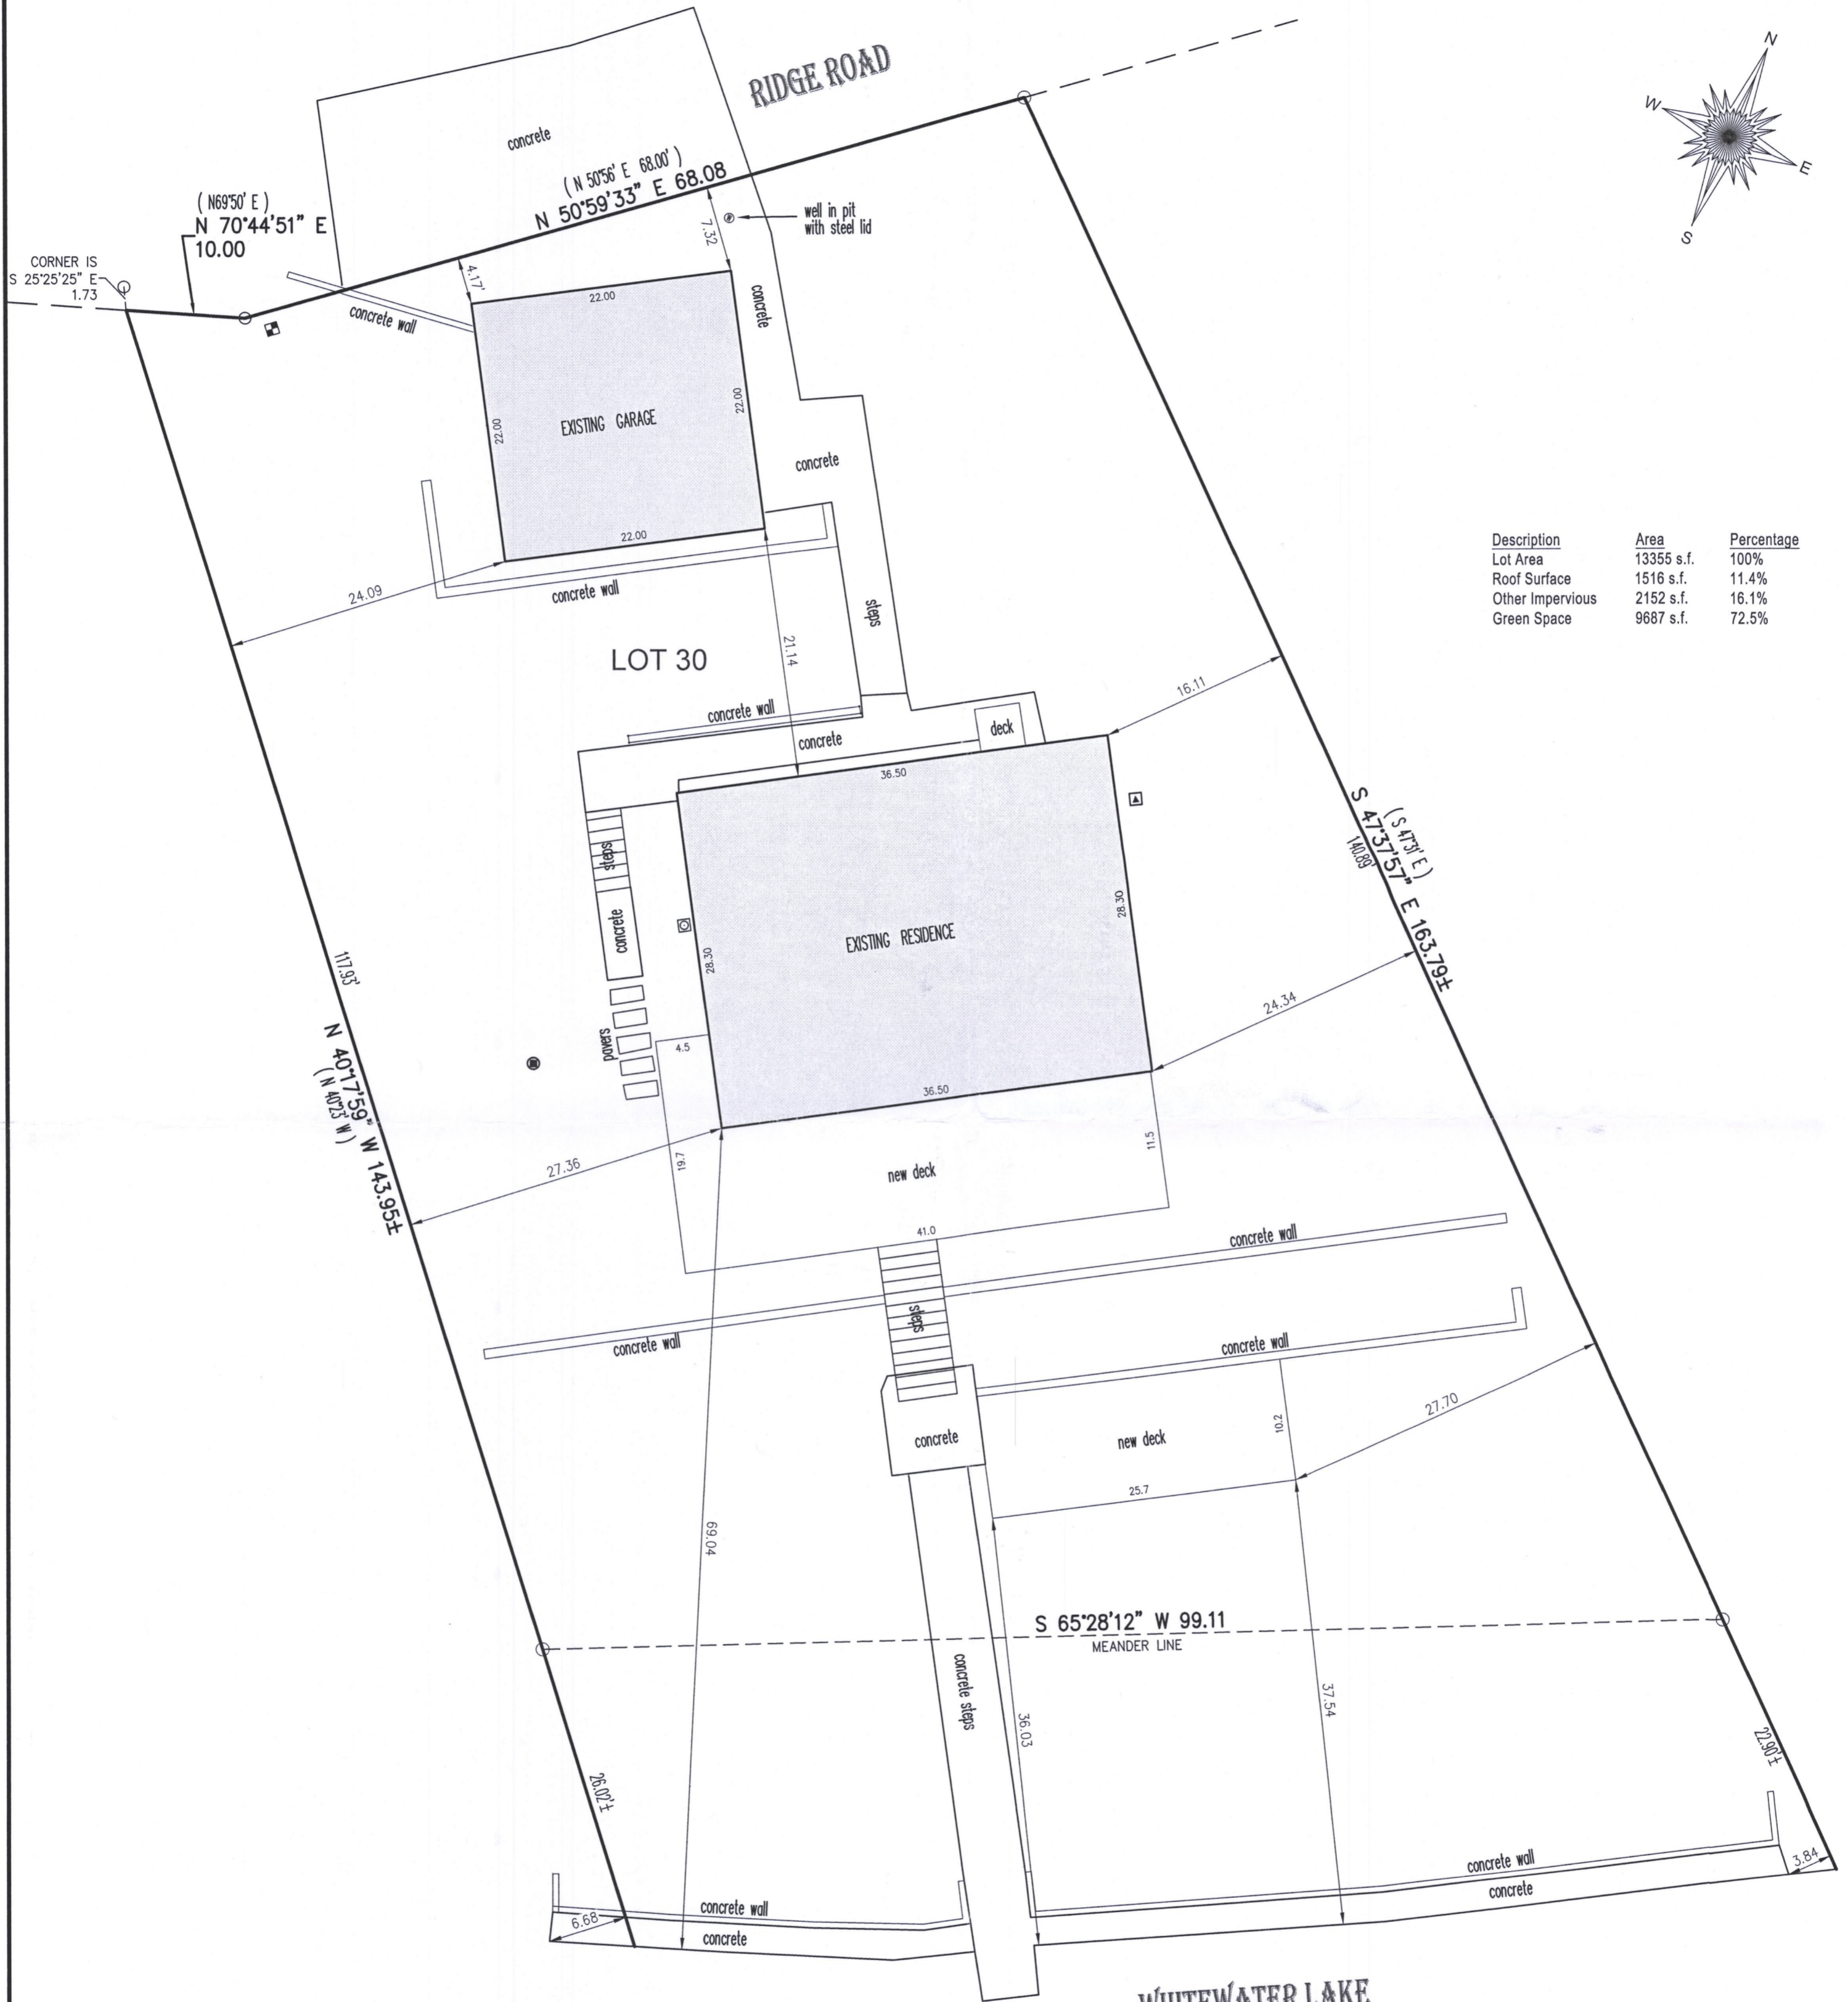 RIDGE ROAD
N
W
E
S
concrete
( N 50°56' E 68.00' )
N 50°59'33" E 68.08
( N69°50' E )
N 70°44'51" E
10.00
CORNER IS
S 25°25'25" E
1.73
well in pit
with steel lid
7.32
4.17'
concrete wall
22.00
concrete
22.00
22.00
EXISTING GARAGE
concrete
22.00
24.09
concrete wall
steps
21.14
LOT 30
Description Area Percentage
Lot Area 13355 s.f. 100%
Roof Surface 1516 s.f. 11.4%
Other Impervious 2152 s.f. 16.1%
Green Space 9687 s.f. 72.5%
16.11
concrete wall
deck
concrete
36.50
S 47°37'57" E 163.79±
( S 47°31' E )
140.89'
steps
concrete
28.30
28.30
EXISTING RESIDENCE
117.93'
N 40°17'59" W 143.95±
( N 40°23' W )
pavers
4.5
24.34
36.50
27.36
19.7
11.5
new deck
41.0
concrete wall
steps
concrete wall
concrete wall
27.70
10.2
concrete
new deck
25.7
69.04
S 65°28'12" W 99.11
MEANDER LINE
concrete steps
36.03
37.54
22.90'±
26.02'±
3.84
concrete wall
concrete
concrete wall
6.68
concrete
WHITEWATER LAKE